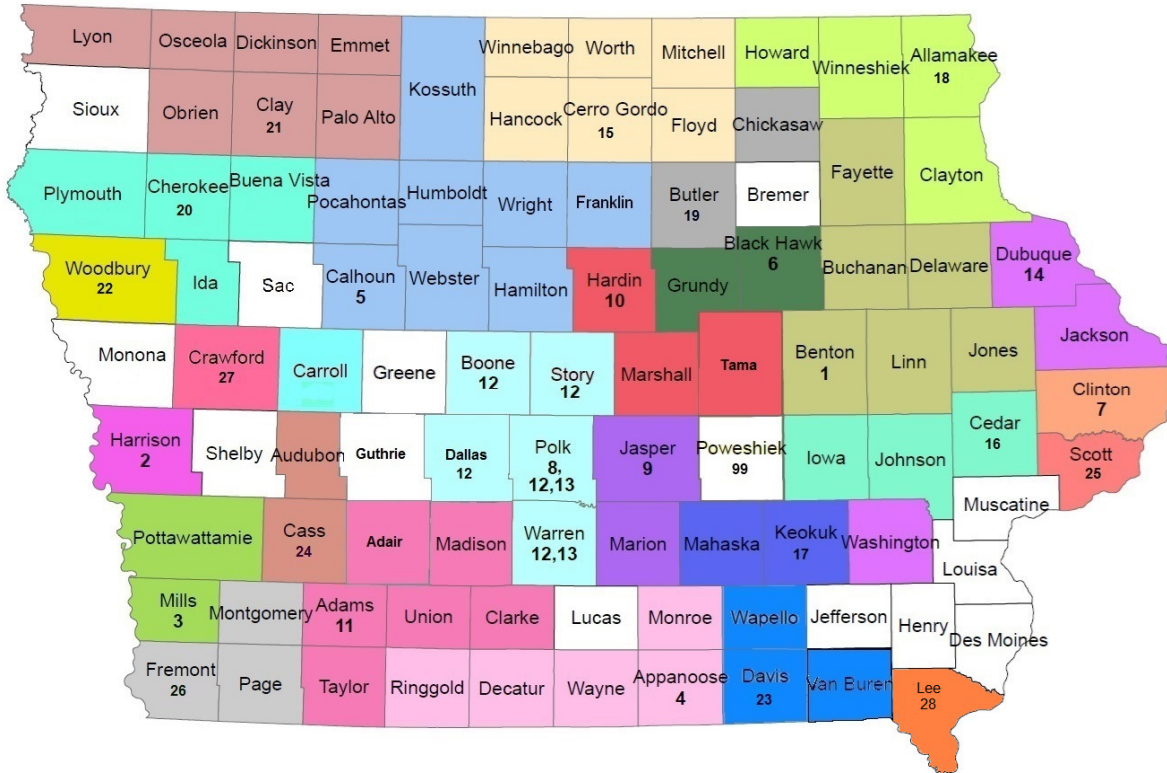 Lyon
Osceola
Dickinson
Emmet
Kossuth
Winnebago
Worth
Mitchell
Howard
Winneshiek
Allamakee
18
Sioux
Obrien
Clay
21
Palo Alto
Hancock
Cerro Gordo
15
Floyd
Chickasaw
Plymouth
Cherokee
20
Buena Vista
Pocahontas
Humboldt
Wright
Franklin
Butler
19
Bremer
Fayette
Clayton
Woodbury
22
Ida
Sac
Calhoun
5
Webster
Hamilton
Hardin
10
Grundy
Black Hawk
6
Buchanan
Delaware
Dubuque
14
Monona
Crawford
27
Carroll
Greene
Boone
12
Story
12
Marshall
Tama
Benton
1
Linn
Jones
Jackson
Clinton
7
Harrison
2
Shelby
Audubon
Guthrie
Dallas
12
Polk
8,
12,13
Jasper
9
Poweshiek
99
Iowa
Johnson
Cedar
16
Scott
25
Muscatine
Pottawattamie
Cass
24
Adair
Madison
Warren
12,13
Marion
Mahaska
Keokuk
17
Washington
Louisa
Mills
3
Montgomery
Adams
11
Union
Clarke
Lucas
Monroe
Wapello
Jefferson
Henry
Des Moines
Fremont
26
Page
Taylor
Ringgold
Decatur
Wayne
Appanoose
4
Davis
23
Van Buren
Lee
28